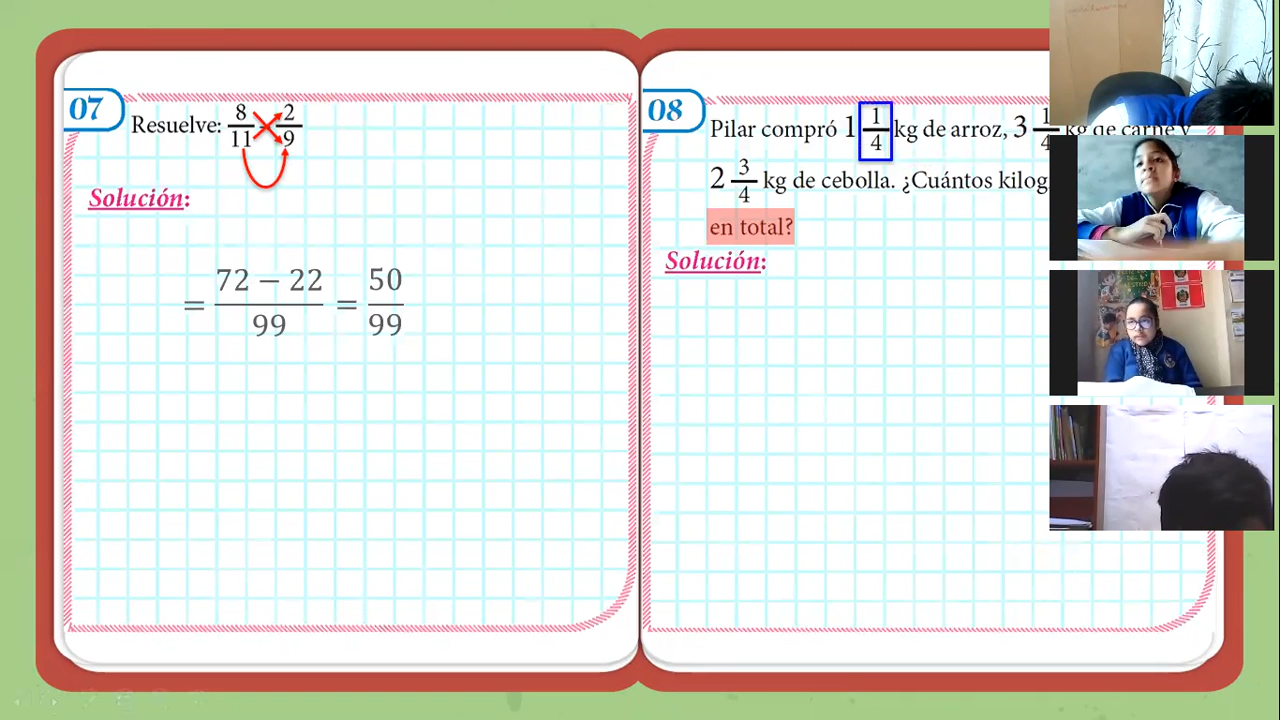 07
Resuelve: 8/11 - 2/9
Solución:
= 72 − 22 / 99 = 50/99
08
Pilar compró 1 1/4 kg de arroz, 3 1/4 kg de carne y
2 3/4 kg de cebolla. ¿Cuántos kilog
en total?
Solución: